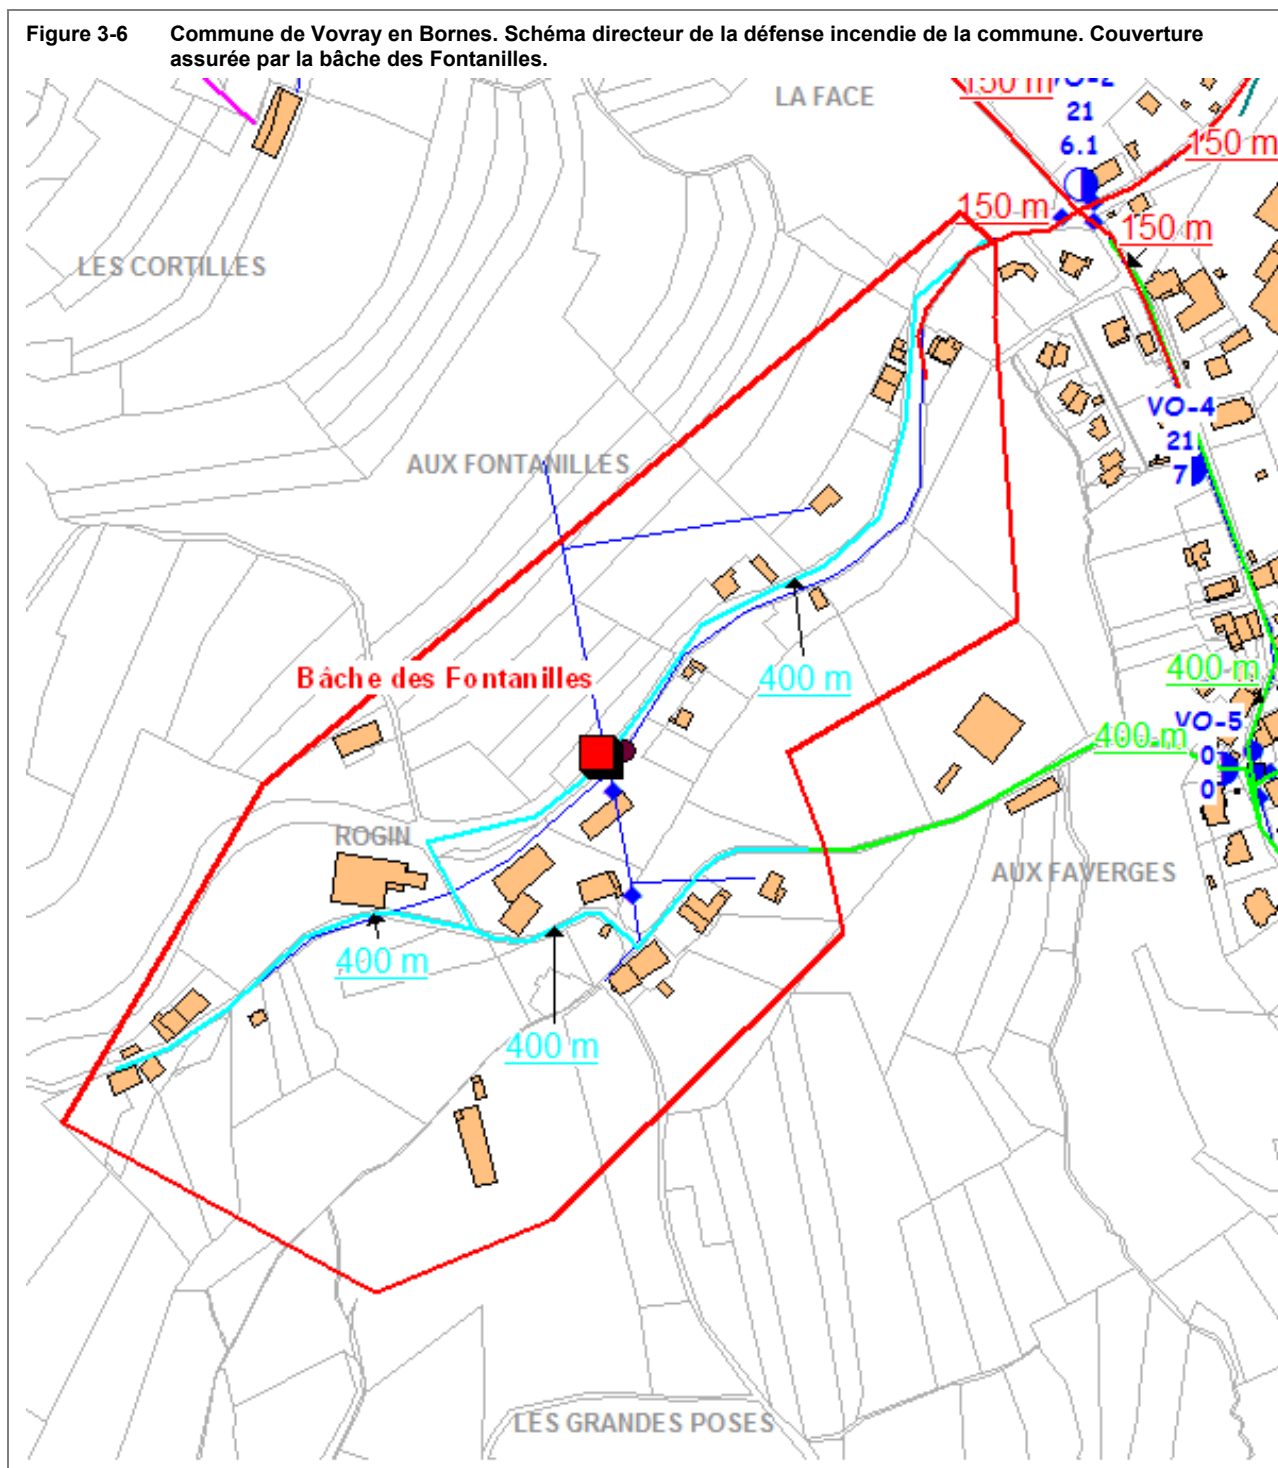 Figure 3-6 Commune de Vovray en Bornes. Schéma directeur de la défense incendie de la commune. Couverture
assurée par la bâche des Fontanilles.
150 m
21
6.1
LA FACE
150 m
150 m
150 m
LES CORTILLES
VO-4
21
7
AUX FONTANILLES
400 m
Bâche des Fontanilles
400 m
VO-5
0
0
400 m
ROGIN
AUX FAVERGES
400 m
400 m
LES GRANDES POSES